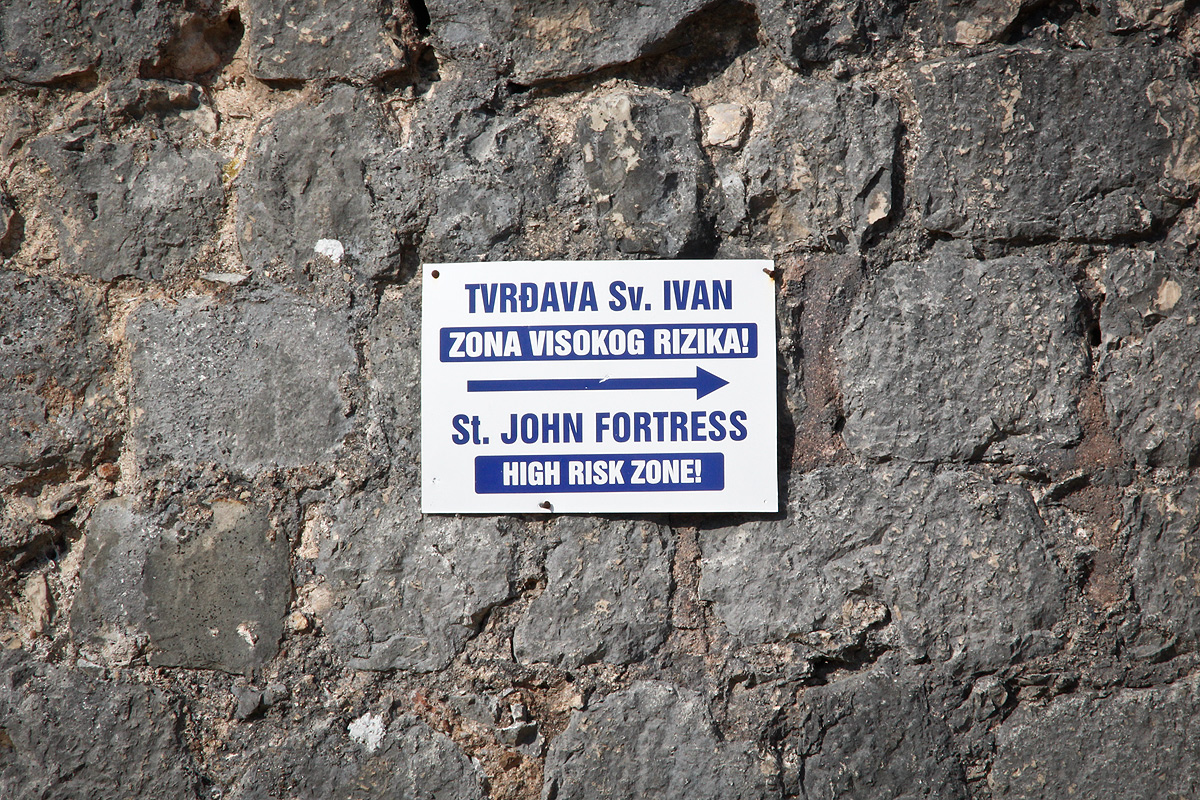 TVRĐAVA Sv. IVAN
ZONA VISOKOG RIZIKA!
St. JOHN FORTRESS
HIGH RISK ZONE!